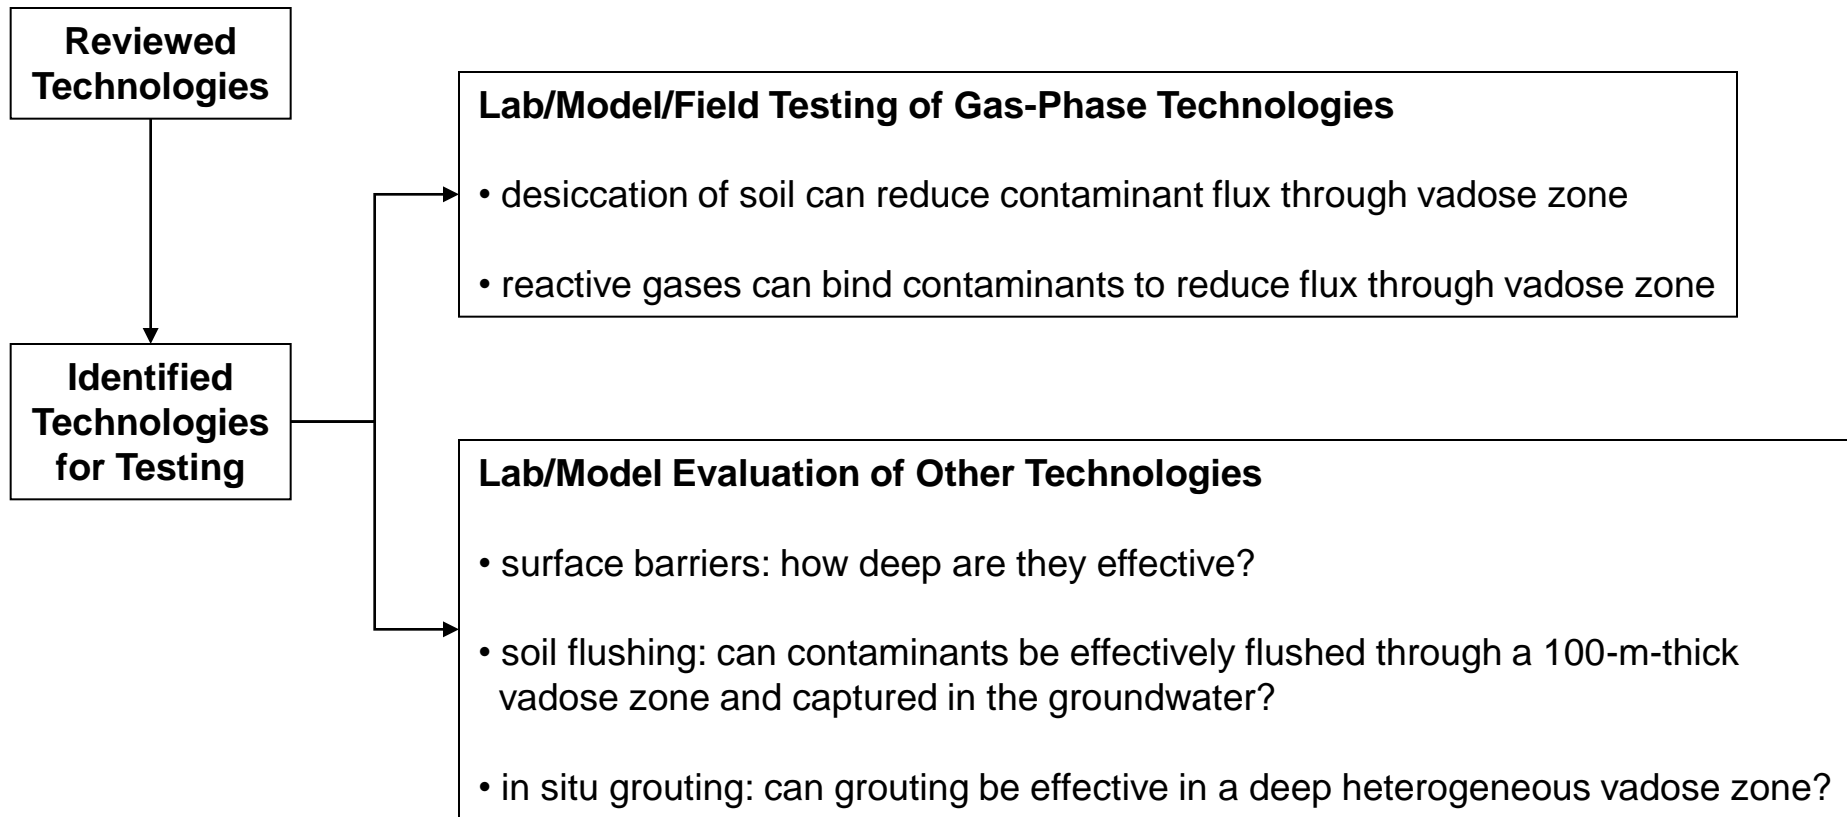 Reviewed
Technologies
Identified
Technologies
for Testing
Lab/Model/Field Testing of Gas-Phase Technologies
• desiccation of soil can reduce contaminant flux through vadose zone
• reactive gases can bind contaminants to reduce flux through vadose zone
Lab/Model Evaluation of Other Technologies
• surface barriers: how deep are they effective?
• soil flushing: can contaminants be effectively flushed through a 100-m-thick
vadose zone and captured in the groundwater?
• in situ grouting: can grouting be effective in a deep heterogeneous vadose zone?